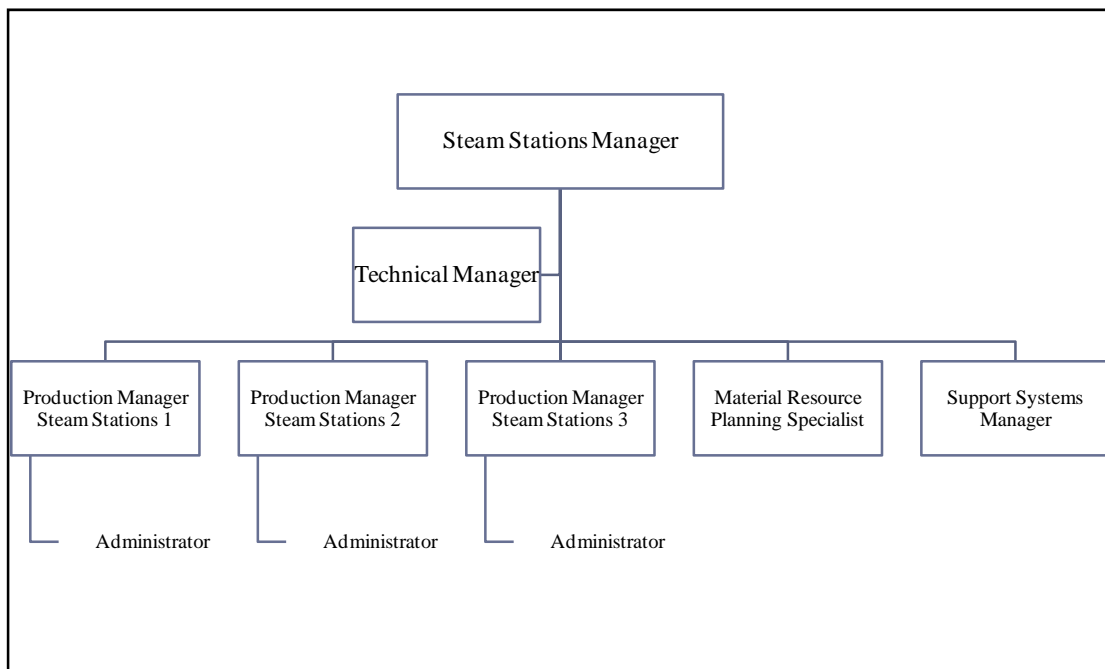 Steam Stations Manager
Technical Manager
Production Manager
Steam Stations 1
Production Manager
Steam Stations 2
Production Manager
Steam Stations 3
Material Resource
Planning Specialist
Support Systems
Manager
Administrator
Administrator
Administrator